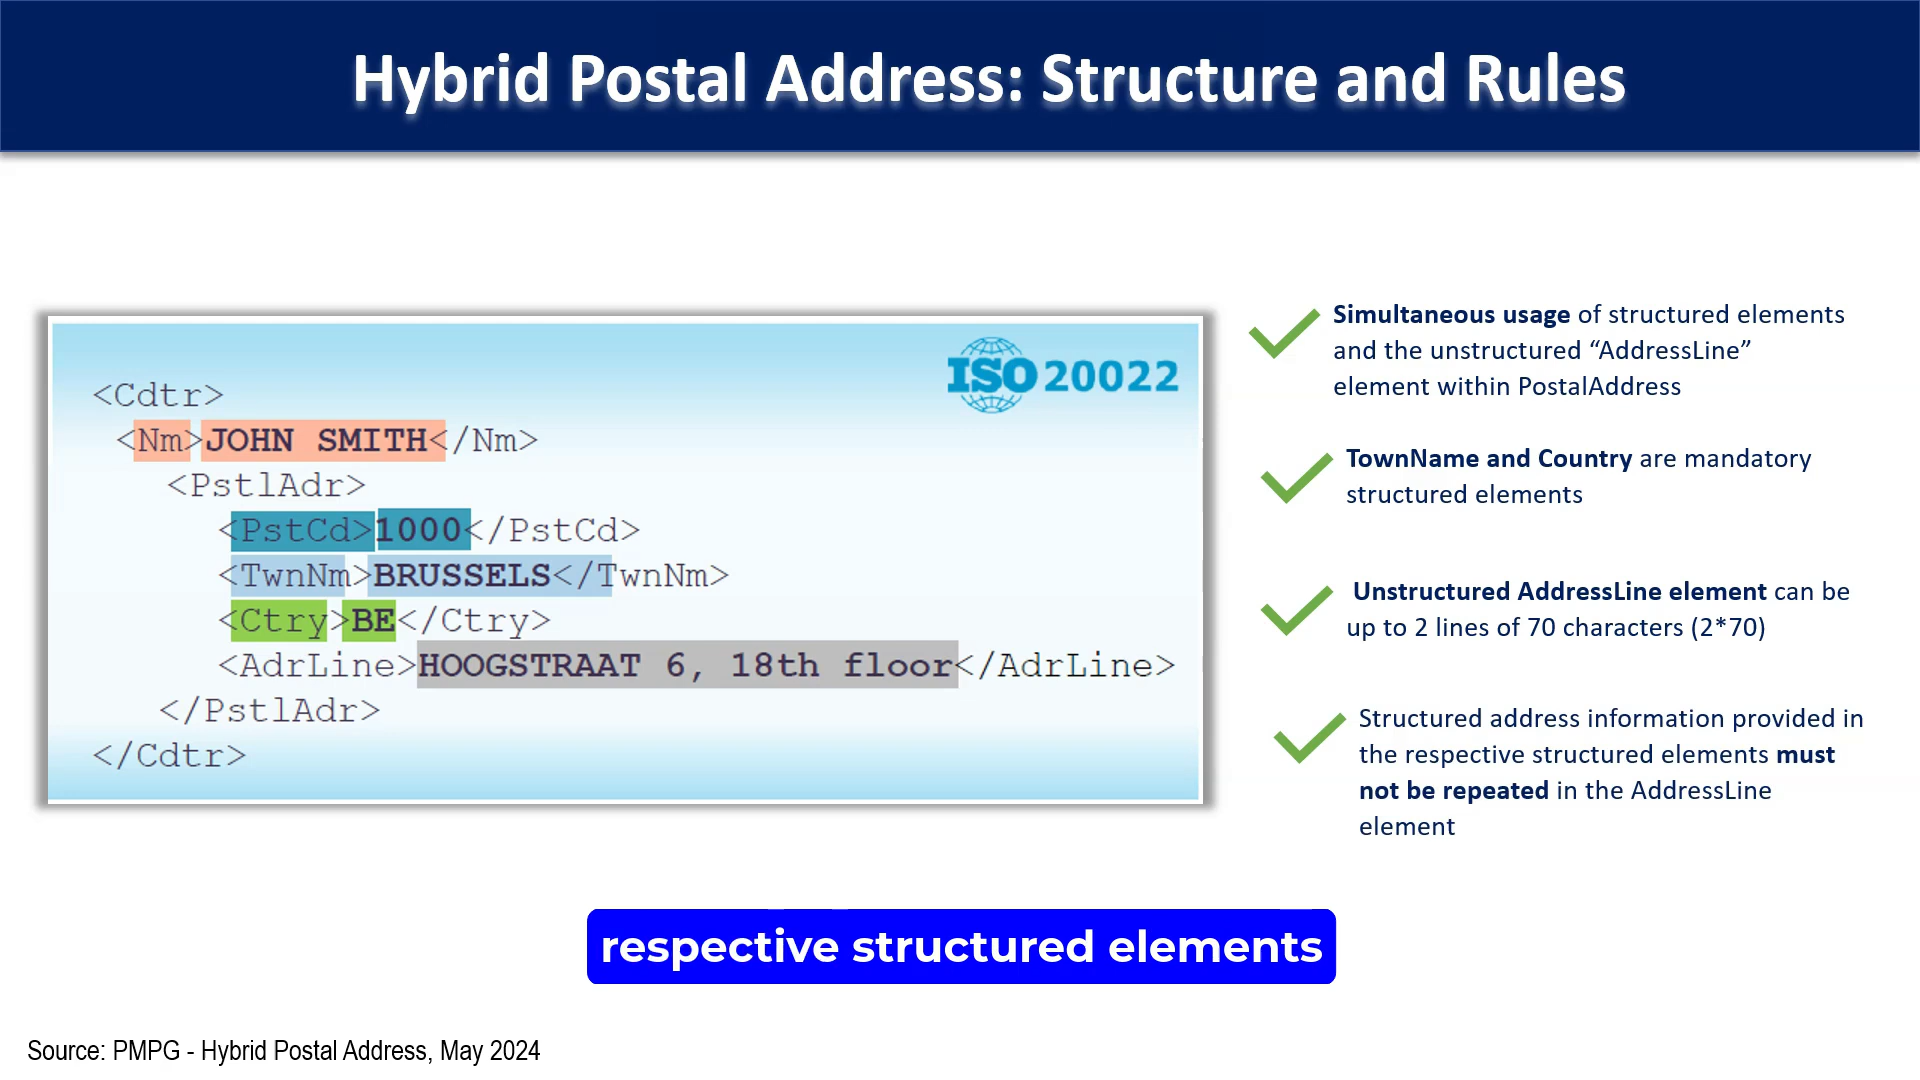 Hybrid Postal Address: Structure and Rules
ISO 20022
<Cdtr>
<Nm>JOHN SMITH</Nm>
<PstlAdr>
<PstCd>1000</PstCd>
<TwnNm>BRUSSELS</TwnNm>
<Ctry>BE</Ctry>
<AdrLine>HOOGSTRAAT 6, 18th floor</AdrLine>
</PstlAdr>
</Cdtr>
Simultaneous usage of structured elements
and the unstructured “AddressLine”
element within PostalAddress
TownName and Country are mandatory
structured elements
Unstructured AddressLine element can be
up to 2 lines of 70 characters (2*70)
Structured address information provided in
the respective structured elements must
not be repeated in the AddressLine
element
respective structured elements
Source: PMPG - Hybrid Postal Address, May 2024